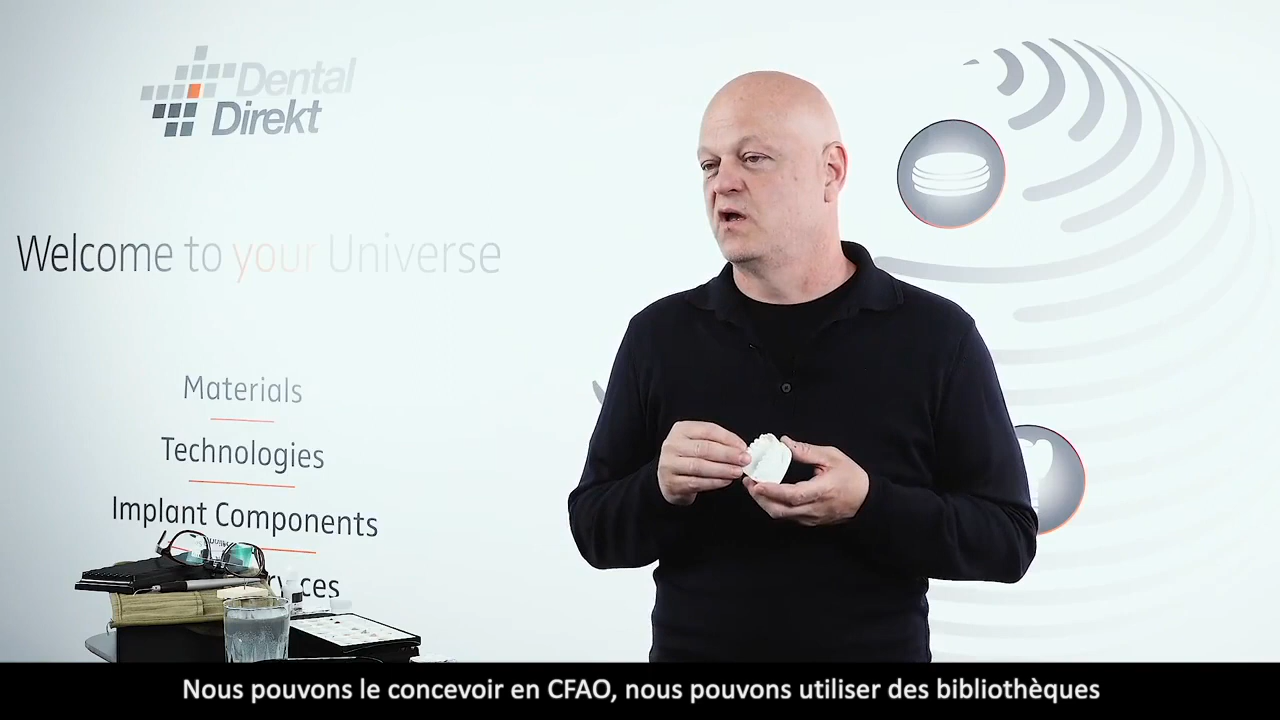 Dental
Direkt
Welcome to your Universe
Materials
Technologies
Implant Components
Nous pouvons le concevoir en CFAO, nous pouvons utiliser des bibliothèques